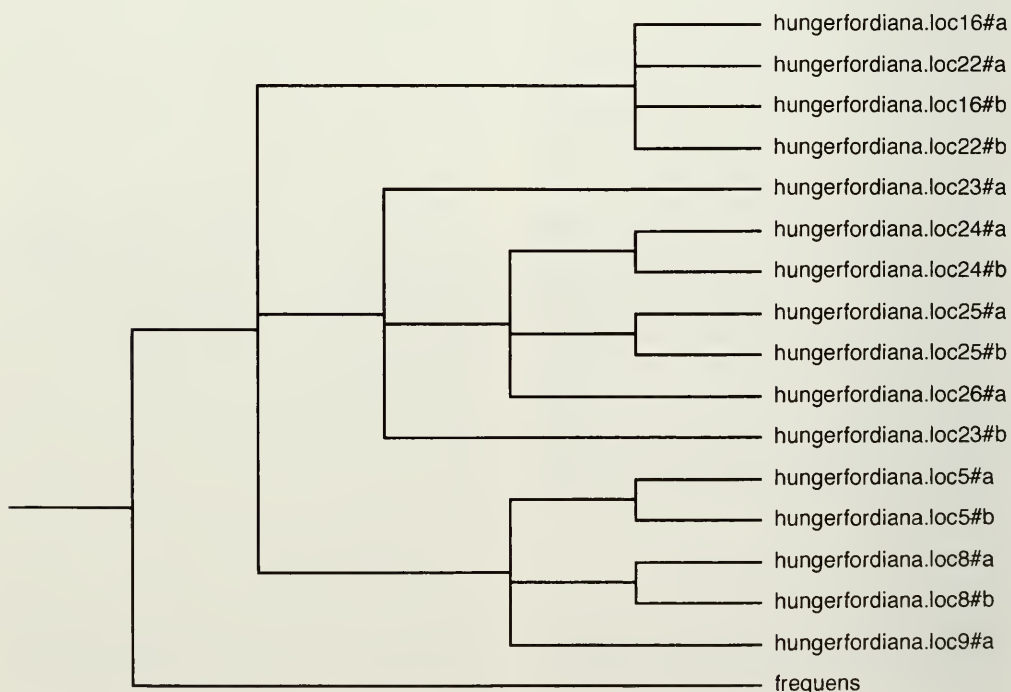 hungerfordiana.loc16#a
hungerfordiana.loc22#a
hungerfordiana.loc16#b
hungerfordiana.loc22#b
hungerfordiana.loc23#a
hungerfordiana.loc24#a
hungerfordiana.loc24#b
hungerfordiana.loc25#a
hungerfordiana.loc25#b
hungerfordiana.loc26#a
hungerfordiana.loc23#b
hungerfordiana.loc5#a
hungerfordiana.loc5#b
hungerfordiana.loc8#a
hungerfordiana.loc8#b
hungerfordiana.loc9#a
frequens